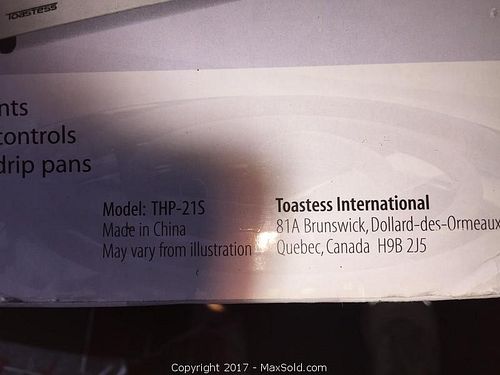 TOASTESS
nts
controls
drip pans
Model: THP-21S
Made in China
May vary from illustration
Toastess International
81A Brunswick, Dollard-des-Ormeaux
Quebec, Canada H9B 2J5
Copyright 2017 - MaxSold.com